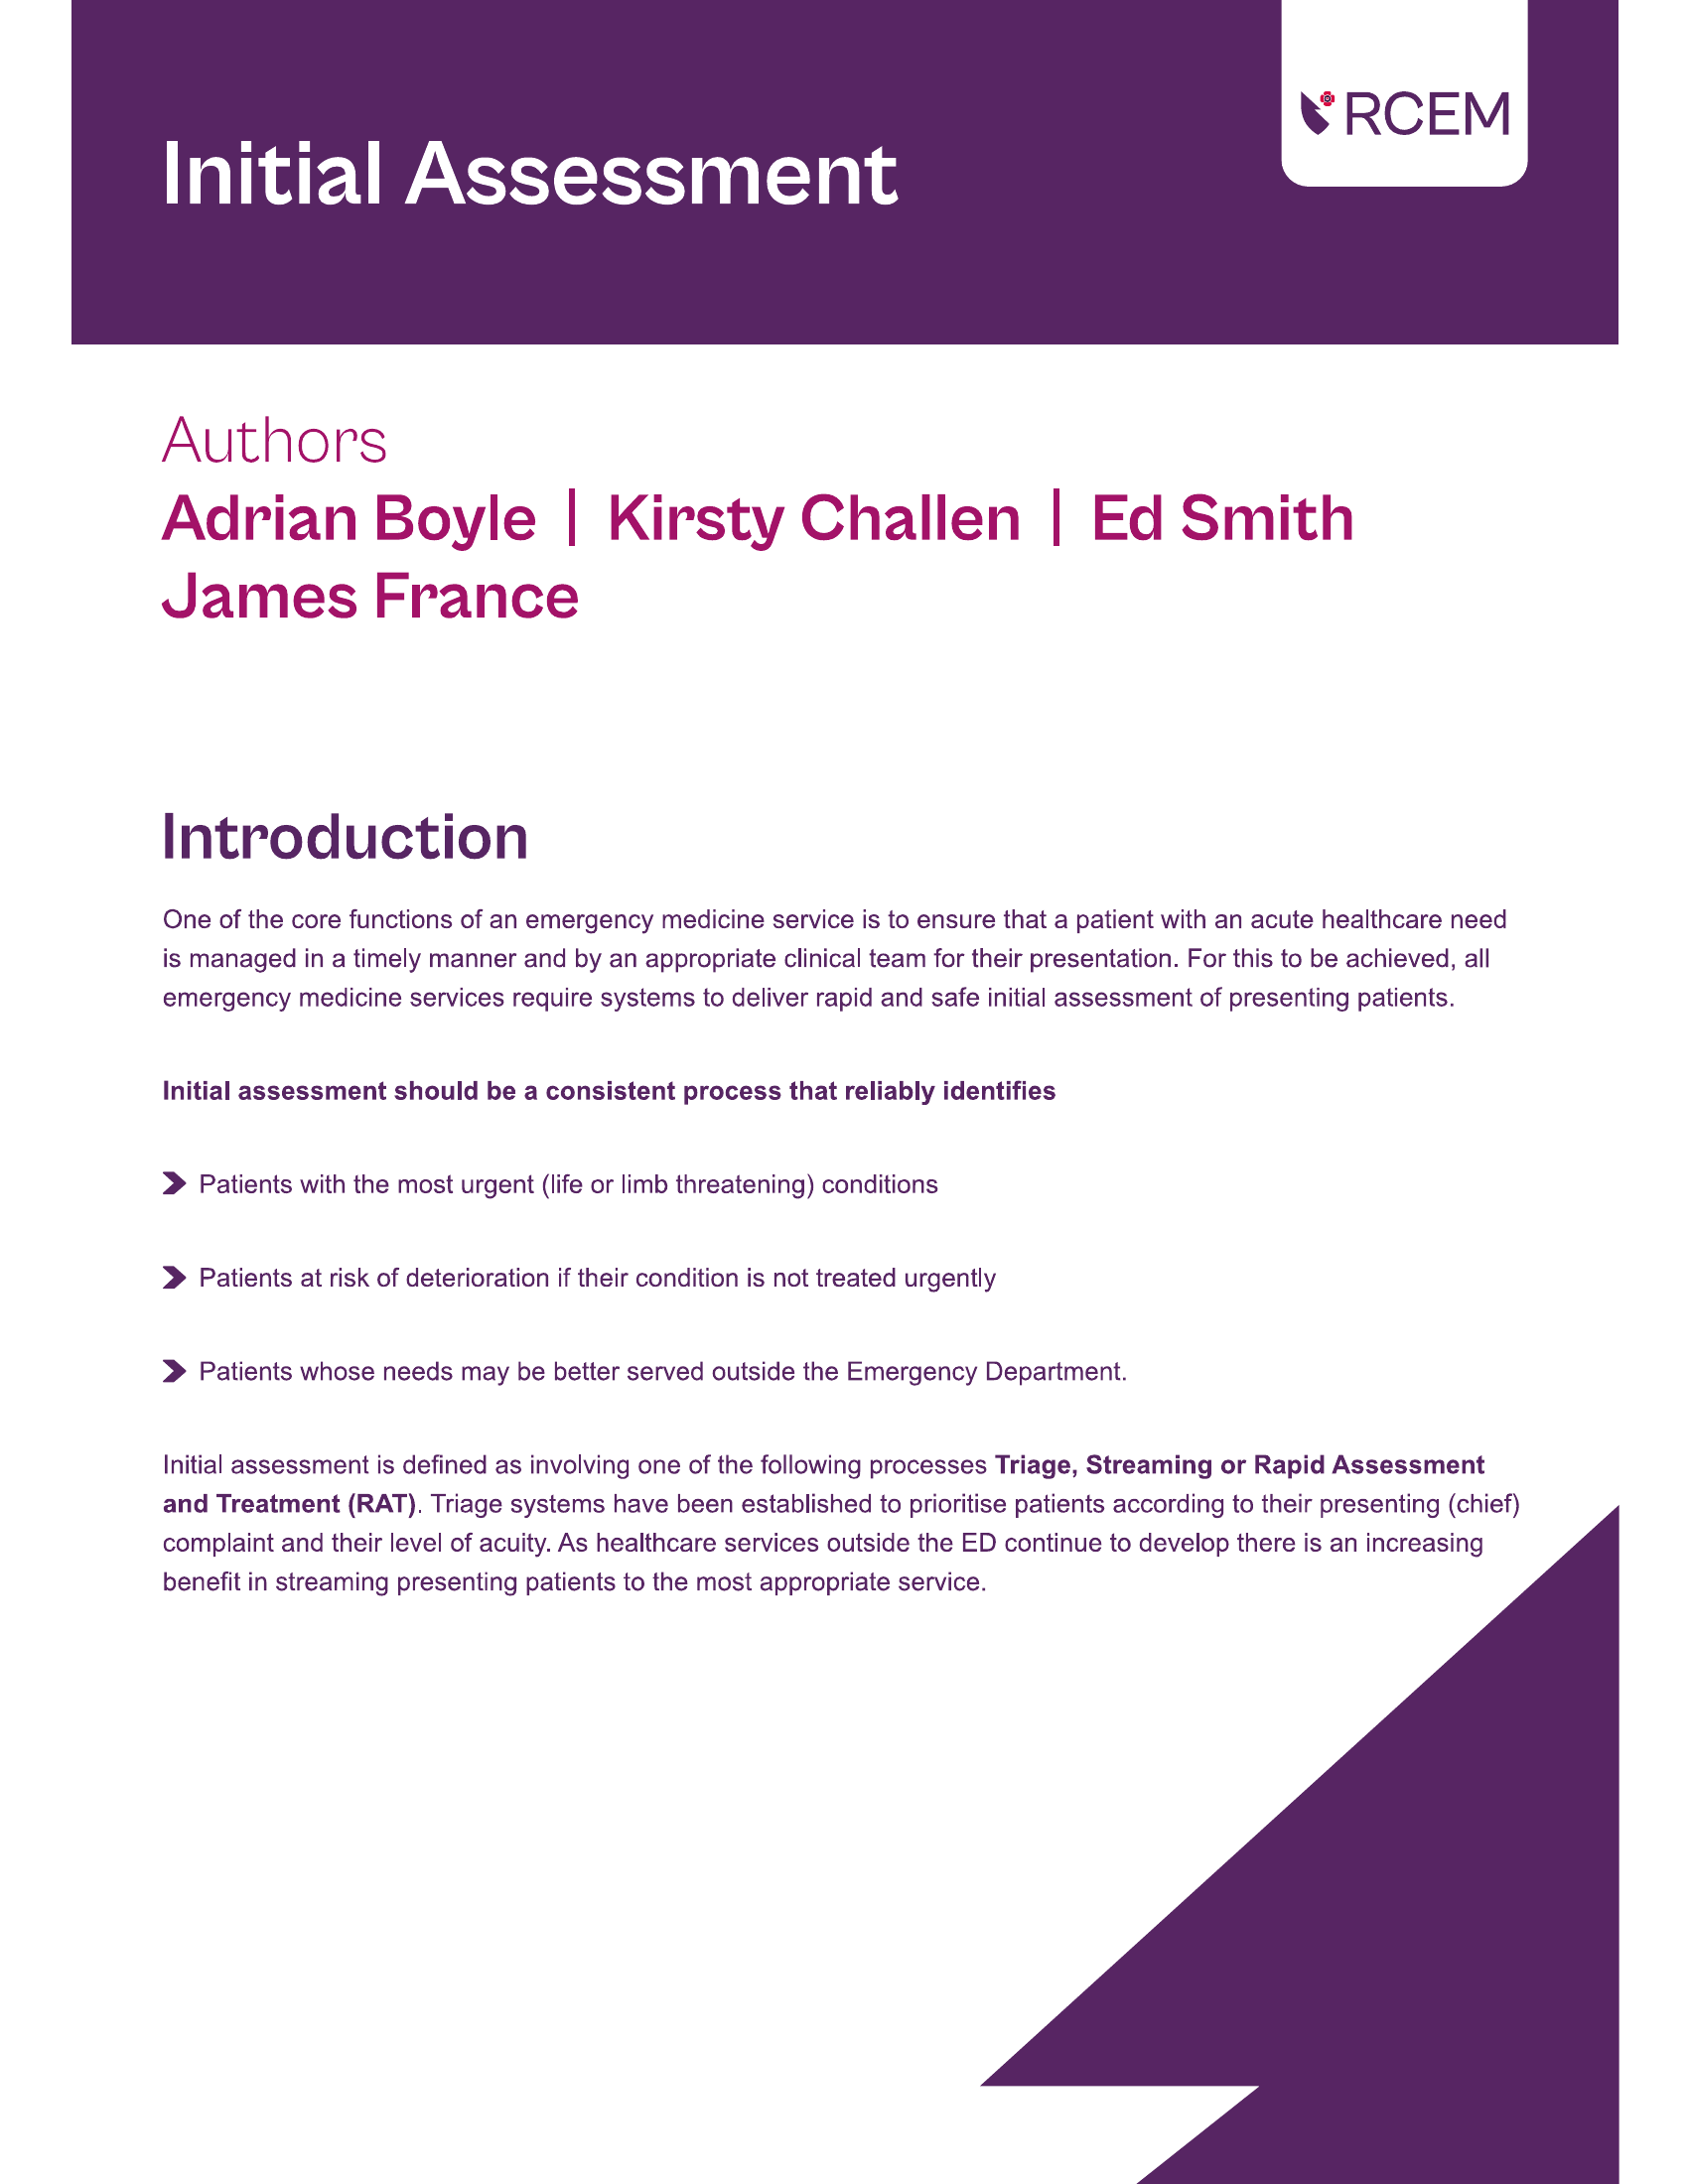 Initial Assessment
RCEM
Authors
Adrian Boyle | Kirsty Challen | Ed Smith
James France
Introduction
One of the core functions of an emergency medicine service is to ensure that a patient with an acute healthcare need
is managed in a timely manner and by an appropriate clinical team for their presentation. For this to be achieved, all
emergency medicine services require systems to deliver rapid and safe initial assessment of presenting patients.
Initial assessment should be a consistent process that reliably identifies
Patients with the most urgent (life or limb threatening) conditions
Patients at risk of deterioration if their condition is not treated urgently
Patients whose needs may be better served outside the Emergency Department.
Initial assessment is defined as involving one of the following processes Triage, Streaming or Rapid Assessment
and Treatment (RAT). Triage systems have been established to prioritise patients according to their presenting (chief)
complaint and their level of acuity. As healthcare services outside the ED continue to develop there is an increasing
benefit in streaming presenting patients to the most appropriate service.